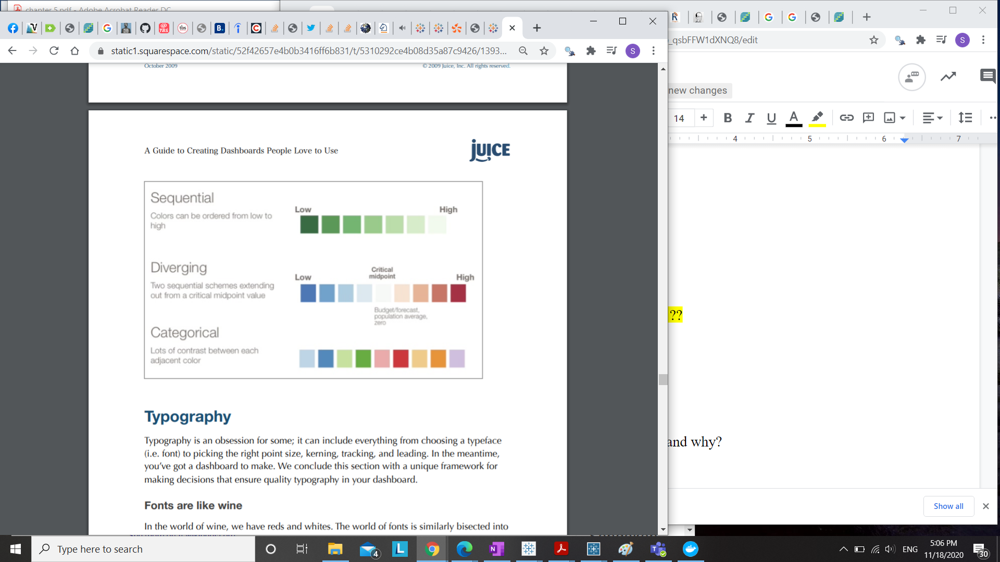 chapter 5.pdf - Adobe Acrobat Reader DC
static1.squarespace.com/static/52f42657e4b0b3416ff6b831/t/5310292ce4b08d35a87c9426/1393...
S
_qsbFFW1dXNQ8/edit
S
new changes
14
B
I
U
A
4
5
6
7
October 2009
© 2009 Juice, Inc. All rights reserved.
A Guide to Creating Dashboards People Love to Use
juice
Sequential
Colors can be ordered from low to
high
Low
High
Diverging
Two sequential schemes extending
out from a critical midpoint value
Low
Critical
midpoint
High
Budget/forecast,
population average,
zero
Categorical
Lots of contrast between each
adjacent color
Typography
Typography is an obsession for some; it can include everything from choosing a typeface
(i.e. font) to picking the right point size, kerning, tracking, and leading. In the meantime,
you've got a dashboard to make. We conclude this section with a unique framework for
making decisions that ensure quality typography in your dashboard.
Fonts are like wine
In the world of wine, we have reds and whites. The world of fonts is similarly bisected into
??
and why?
Show all
Type here to search
4
ENG
5:06 PM
11/18/2020
30